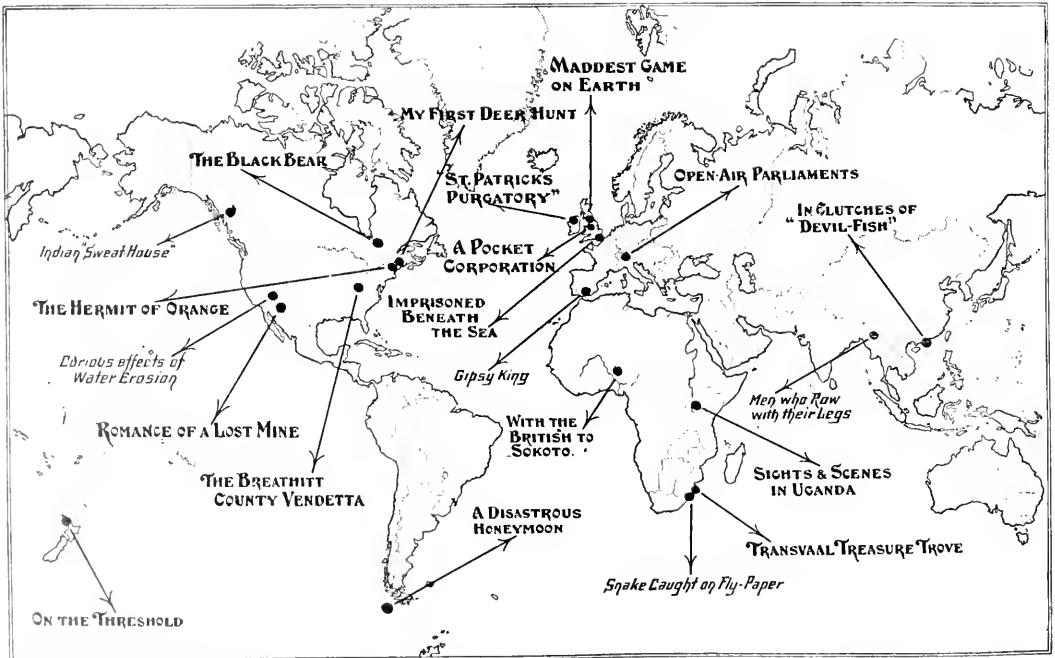 MADDEST GAME
ON EARTH
MY FIRST DEER HUNT
THE BLACK BEAR
"ST. PATRICKS
PURGATORY"
OPEN-AIR PARLIAMENTS
"IN CLUTCHES OF
DEVIL-FISH"
Indian "Sweat-House"
A POCKET
CORPORATION
THE HERMIT OF ORANGE
IMPRISONED
BENEATH
THE SEA
Curious effects of
Water Erosion
Gipsy King
Men who Row
with their Legs
ROMANCE OF A LOST MINE
WITH THE
BRITISH TO
SOKOTO.
THE BREATHITT
COUNTY VENDETTA
SIGHTS & SCENES
IN UGANDA
A DISASTROUS
HONEYMOON
TRANSVAAL TREASURE TROVE
Snake Caught on Fly-Paper
ON THE THRESHOLD